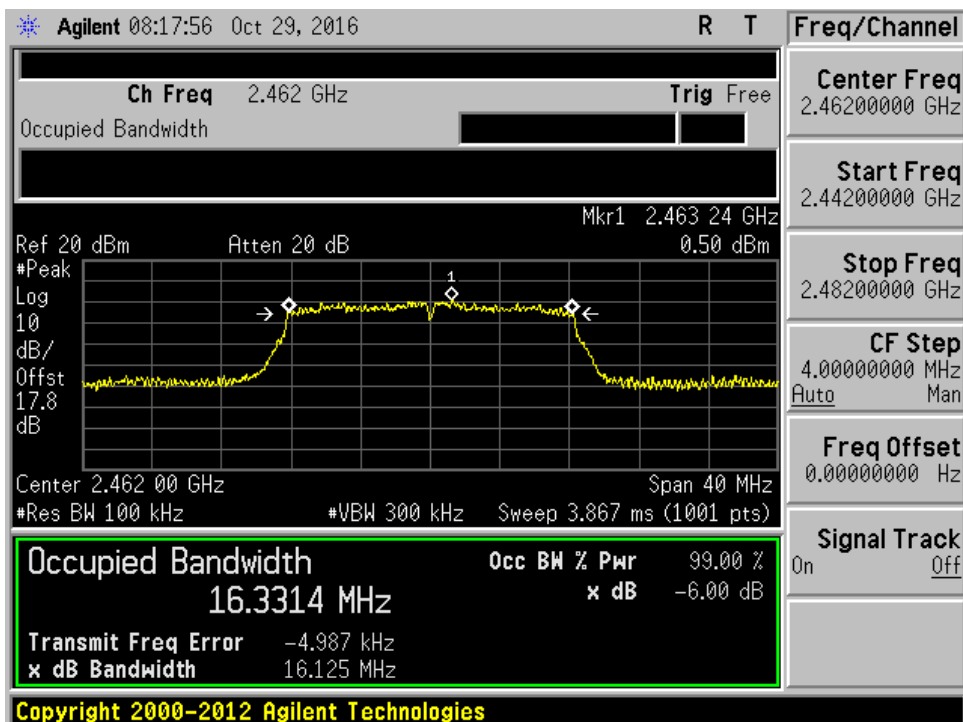 Agilent 08:17:56 Oct 29, 2016 R T
Freq/Channel
Ch Freq 2.462 GHz Trig Free
Occupied Bandwidth
Center Freq
2.46200000 GHz
Start Freq
2.44200000 GHz
Stop Freq
2.48200000 GHz
CF Step
4.00000000 MHz
Auto Man
Freq Offset
0.00000000 Hz
Signal Track
On Off
Mkr1 2.463 24 GHz
Ref 20 dBm Atten 20 dB 0.50 dBm
#Peak
Log
10
dB/
Offst
17.8
dB
1
Center 2.462 00 GHz Span 40 MHz
#Res BW 100 kHz #VBW 300 kHz Sweep 3.867 ms (1001 pts)
Occupied Bandwidth
16.3314 MHz
Occ BW % Pwr 99.00 %
x dB -6.00 dB
Transmit Freq Error -4.987 kHz
x dB Bandwidth 16.125 MHz
Copyright 2000-2012 Agilent Technologies